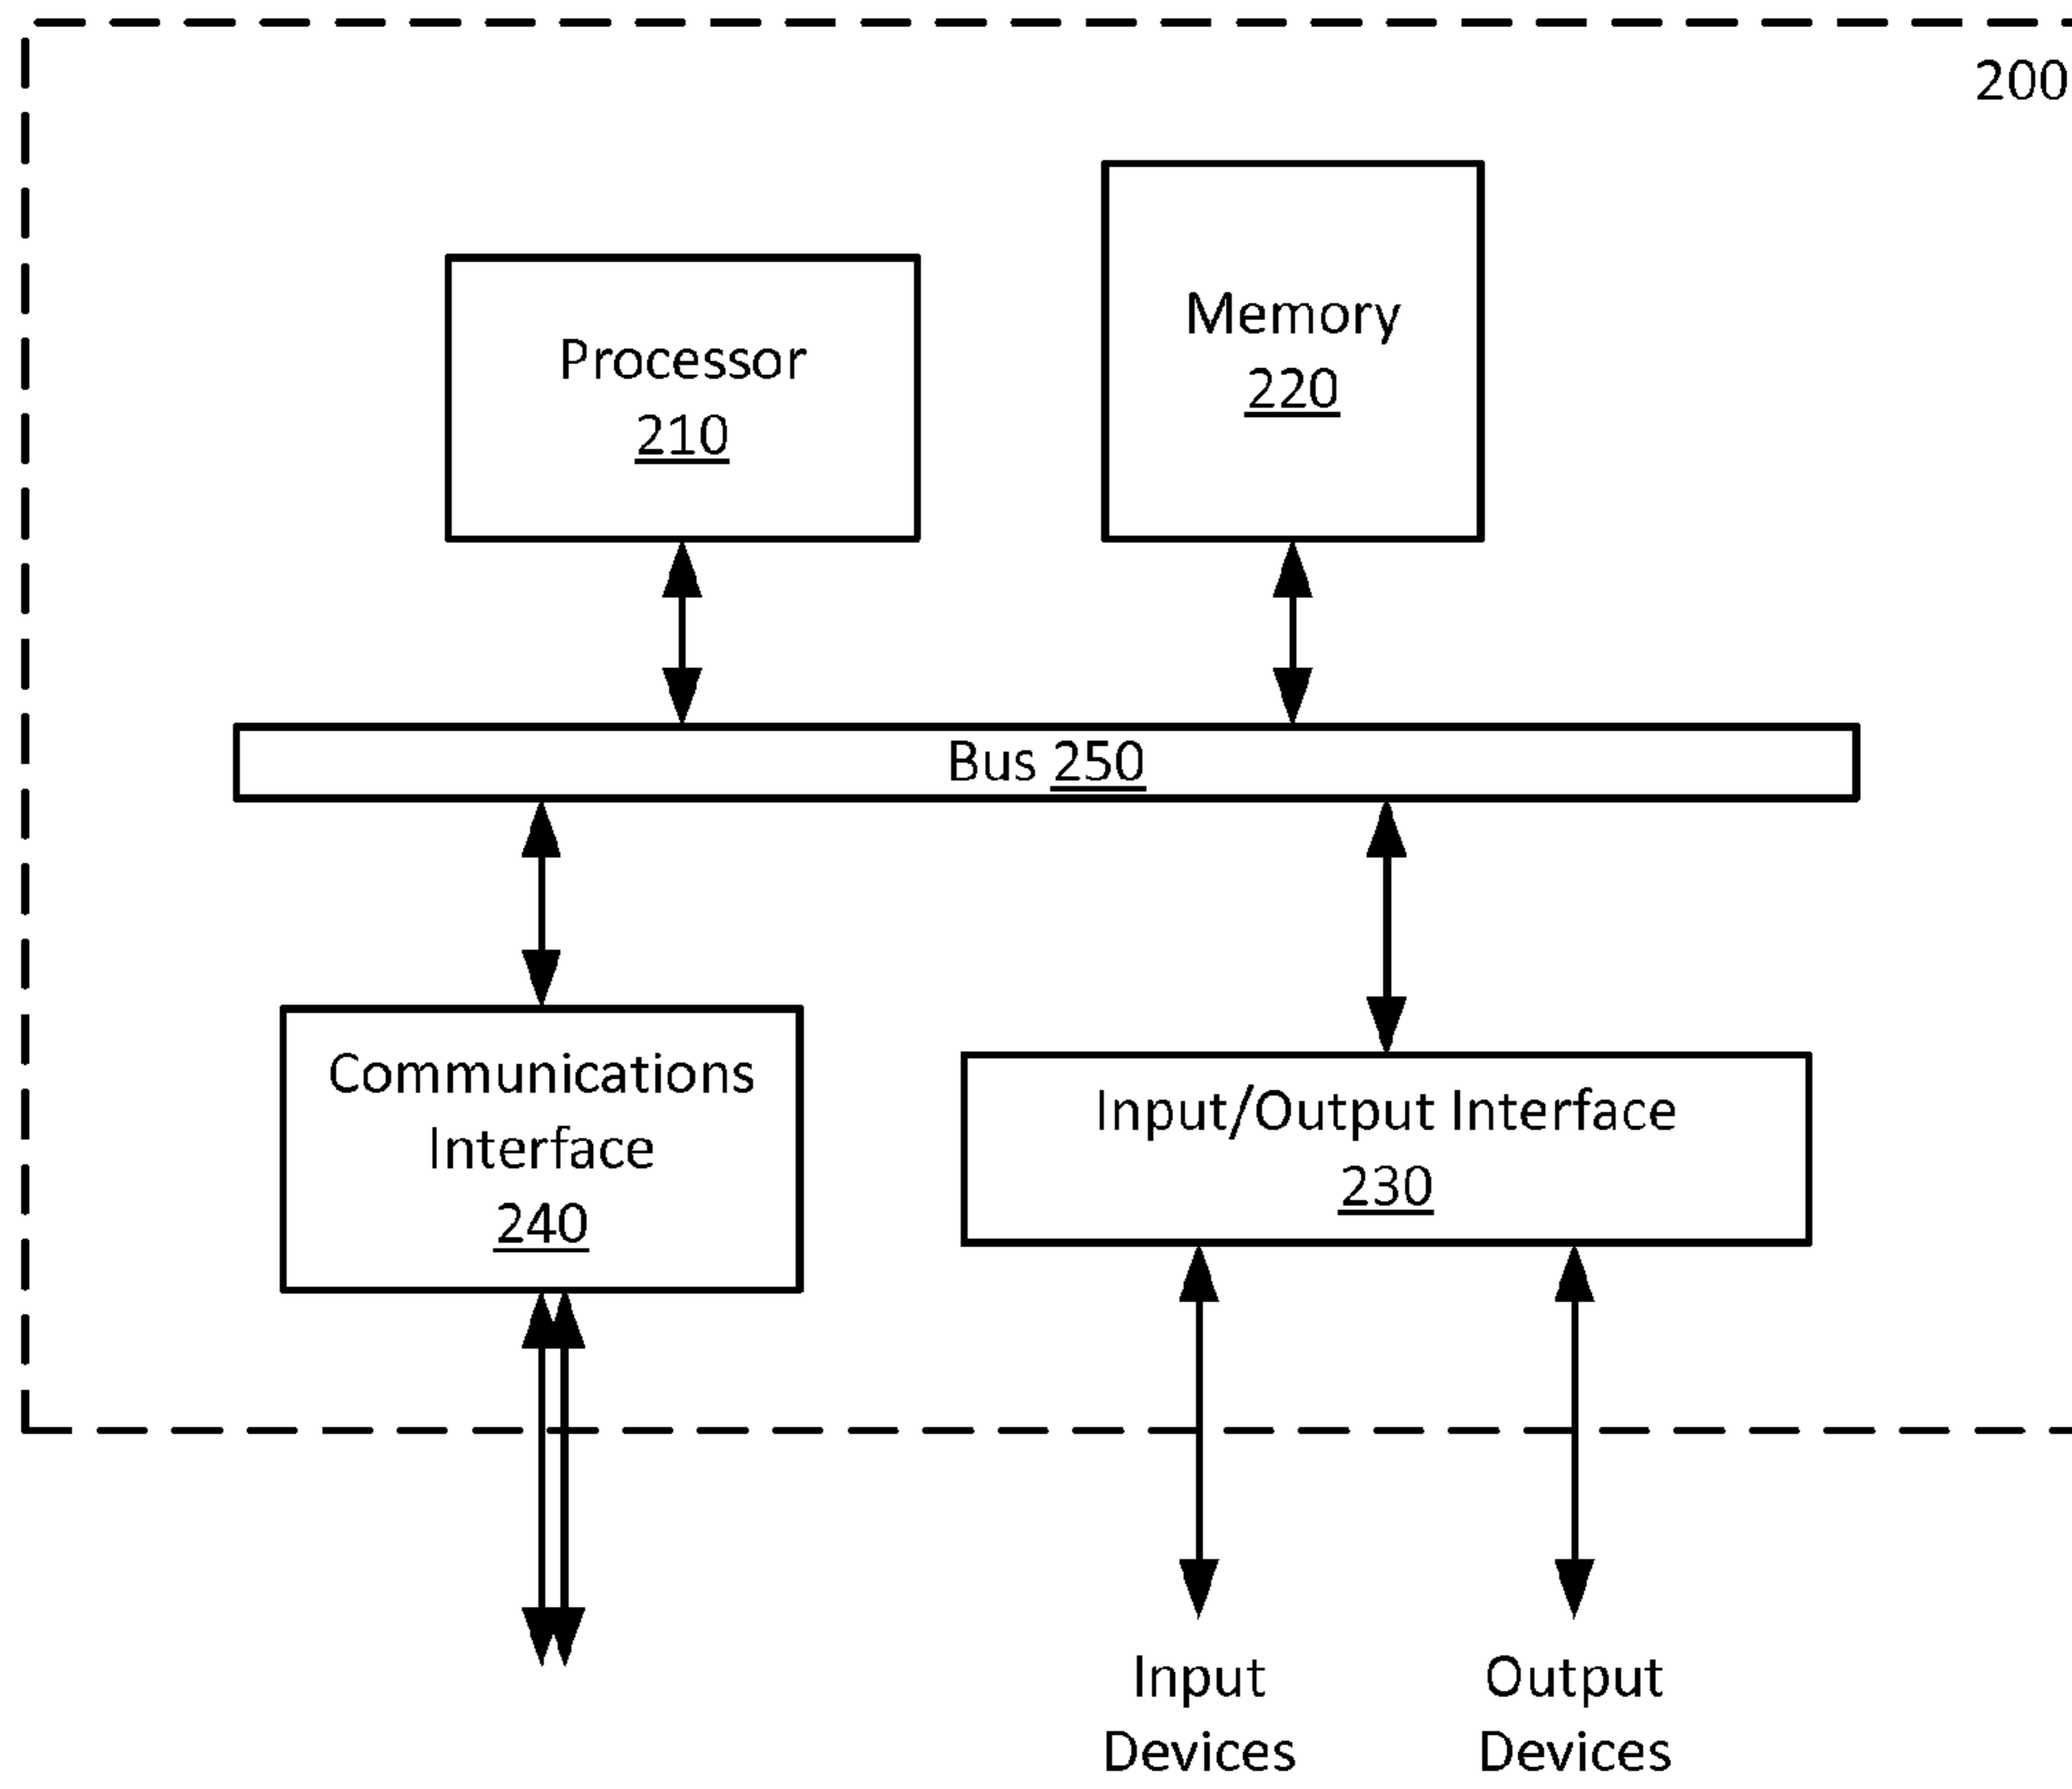 200
Processor
210
Memory
220
Bus 250
Communications
Interface
240
Input/Output Interface
230
Input
Devices
Output
Devices